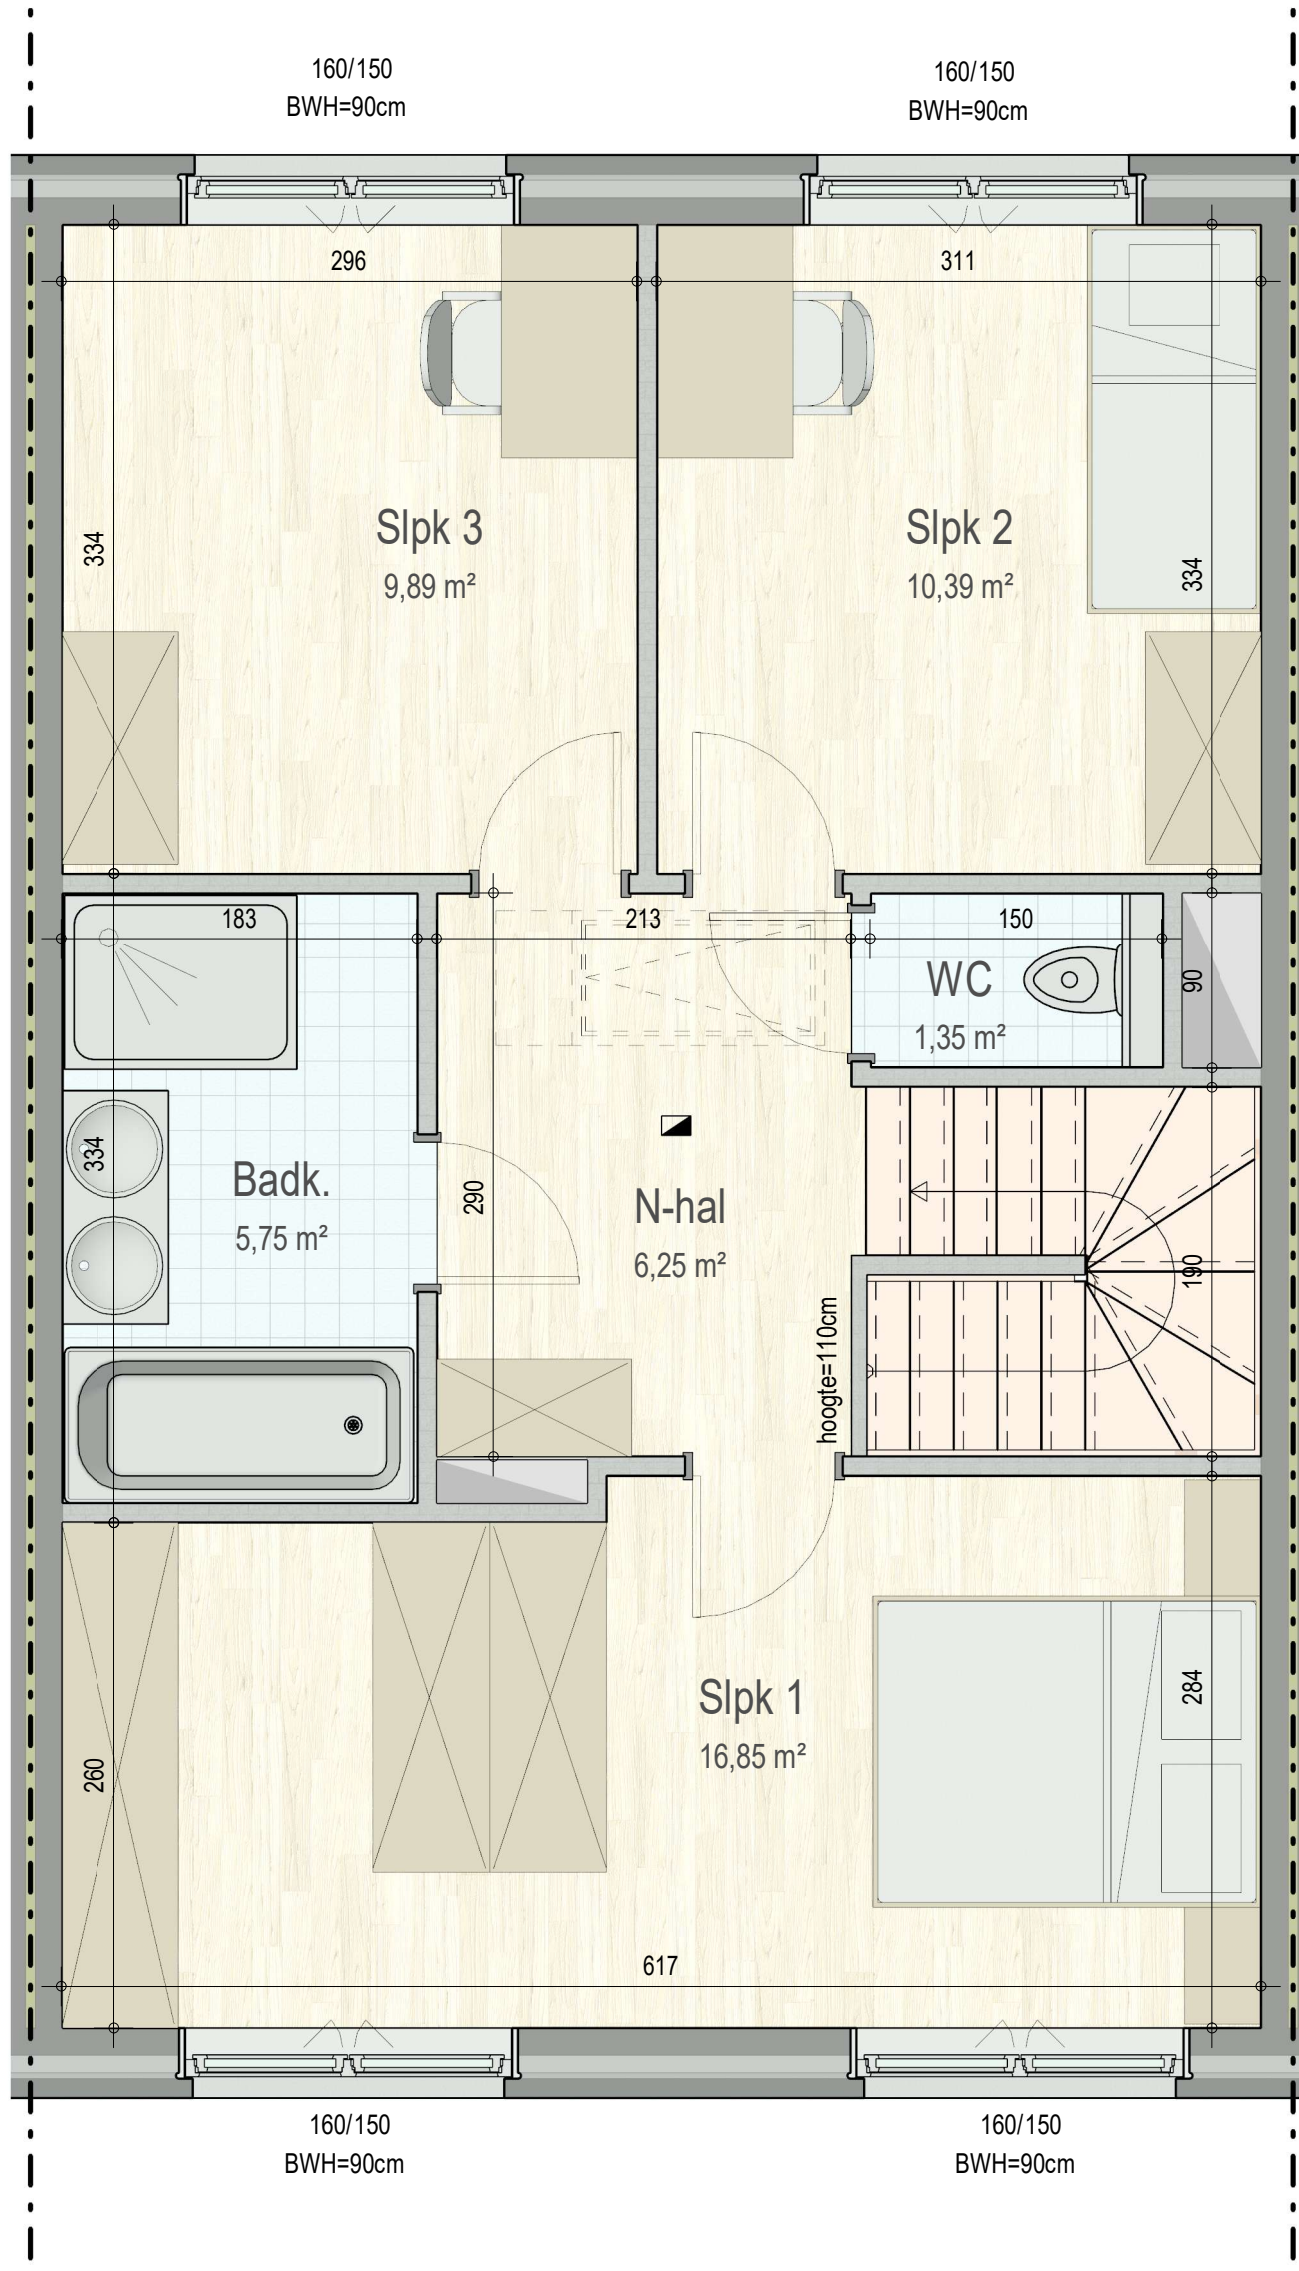 160/150
BWH=90cm
160/150
BWH=90cm
296
311
Slpk 3
9,89 m²
334
Slpk 2
10,39 m²
334
183
213
150
WC
1,35 m²
90
334
Badk.
5,75 m²
290
N-hal
6,25 m²
190
hoogte=110cm
Slpk 1
16,85 m²
284
260
617
160/150
BWH=90cm
160/150
BWH=90cm